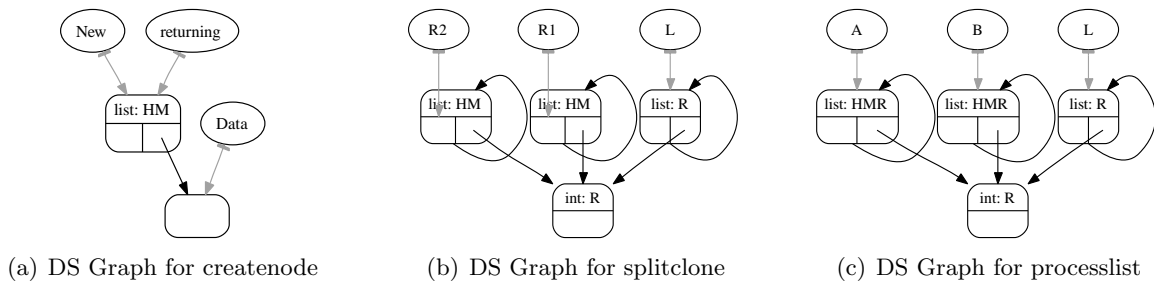 New
returning
list: HM
Data
(a) DS Graph for createnode
R2
R1
L
list: HM
list: HM
list: R
int: R
(b) DS Graph for splitclone
A
B
L
list: HMR
list: HMR
list: R
int: R
(c) DS Graph for processlist